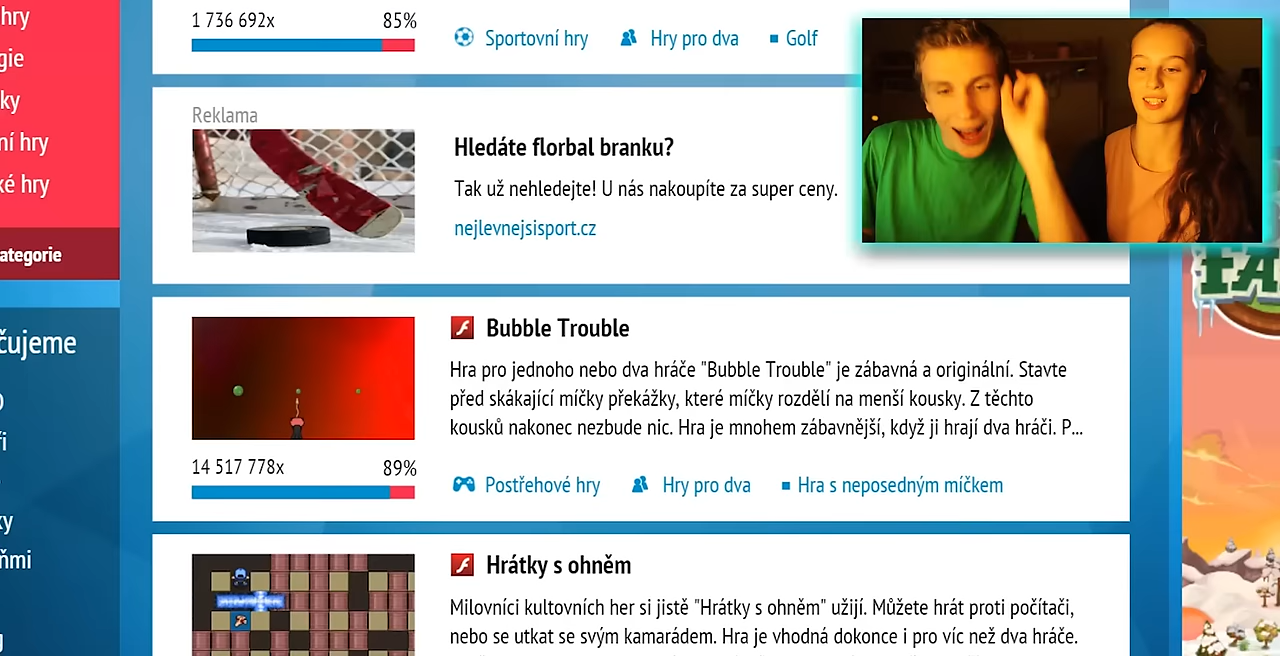 hry
gie
ky
ní hry
ké hry
ategorie
čujeme
ři
ky
ňmi
1 736 692x 85%
Sportovní hry Hry pro dva Golf
Reklama
Hledáte florbal branku?
Tak už nehledejte! U nás nakoupíte za super ceny.
nejlevnejsisport.cz
Bubble Trouble
Hra pro jednoho nebo dva hráče "Bubble Trouble" je zábavná a originální. Stavte
před skákající míčky překážky, které míčky rozdělí na menší kousky. Z těchto
kousků nakonec nezbude nic. Hra je mnohem zábavnější, když ji hrají dva hráči. P...
14 517 778x 89%
Postřehové hry Hry pro dva Hra s neposedným míčkem
Hrátky s ohněm
Milovníci kultovních her si jistě "Hrátky s ohněm" užijí. Můžete hrát proti počítači,
nebo se utkat se svým kamarádem. Hra je vhodná dokonce i pro víc než dva hráče.
FA